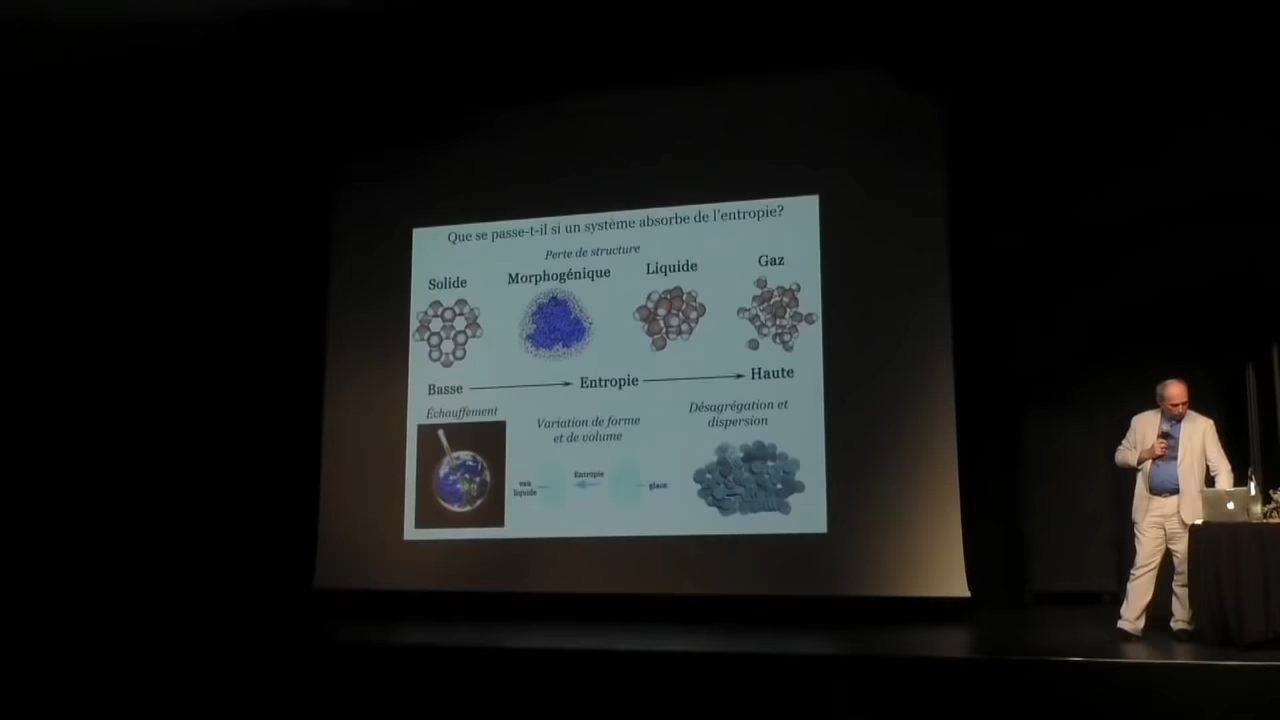 Que se passe-t-il si un système absorbe de l'entropie?
Perte de structure
Solide
Morphogénique
Liquide
Gaz
Basse
Entropie
Haute
Échauffement
Variation de forme
et de volume
Désagrégation et
dispersion
eau
liquide
Entropie
glace